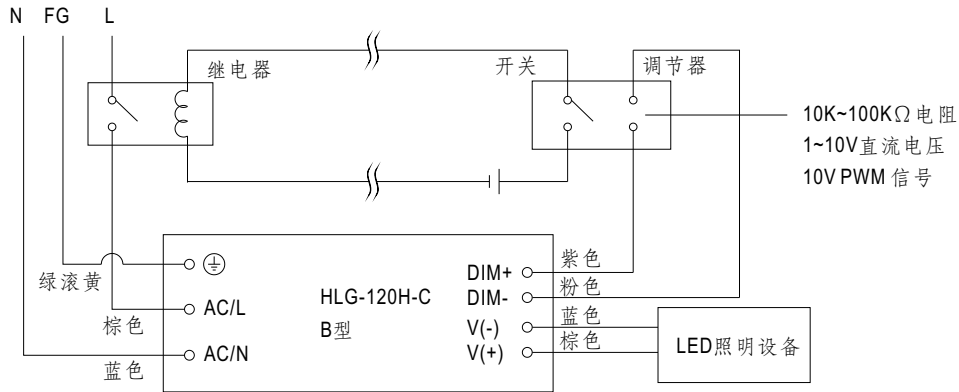 N FG L
继电器
开关
调节器
10K~100KΩ电阻
1~10V直流电压
10V PWM 信号
绿滚黄
棕色
蓝色
AC/L
AC/N
HLG-120H-C
B型
DIM+
DIM-
V(-)
V(+)
紫色
粉色
蓝色
棕色
LED照明设备